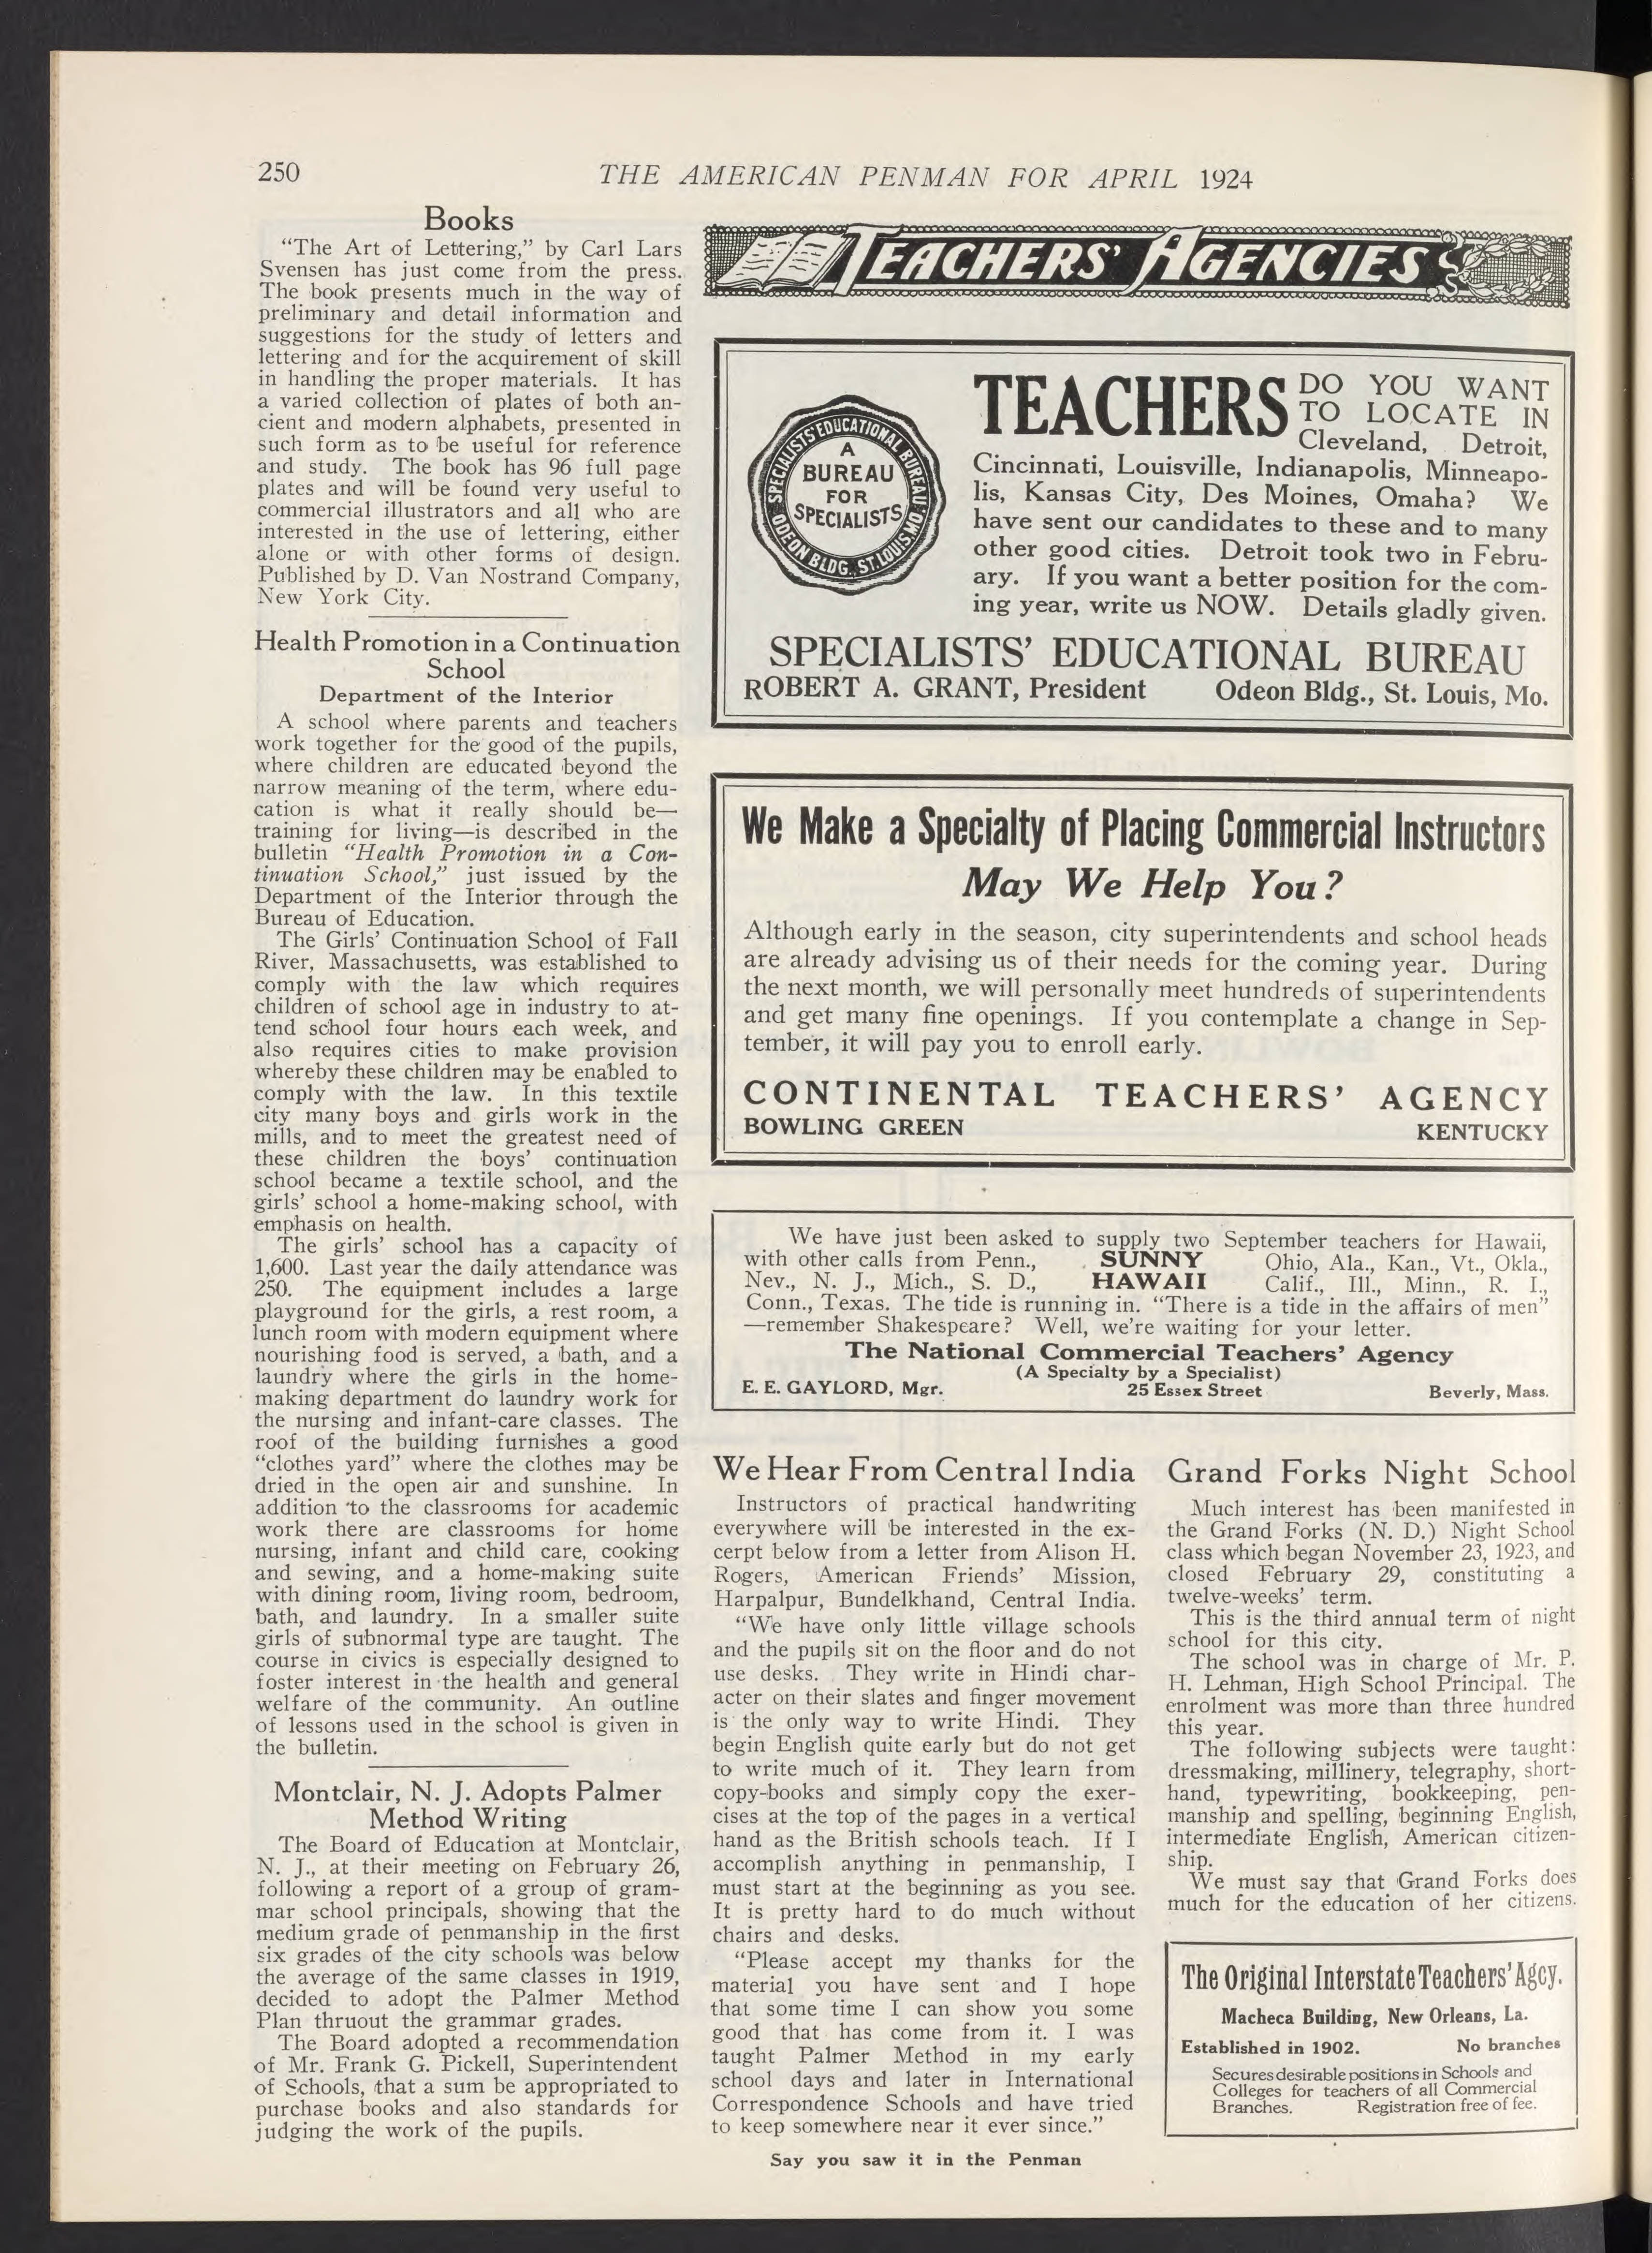 250
THE AMERICAN PENMAN FOR APRIL 1924
Books
"The Art of Lettering," by Carl Lars
Svensen has just come from the press.
The book presents much in the way of
preliminary and detail information and
suggestions for the study of letters and
lettering and for the acquirement of skill
in handling the proper materials. It has
a varied collection of plates of both an-
cient and modern alphabets, presented in
such form as to be useful for reference
and study. The book has 96 full page
plates and will be found very useful to
commercial illustrators and all who are
interested in the use of lettering, either
alone or with other forms of design.
Published by D. Van Nostrand Company,
New York City.
Health Promotion in a Continuation
School
Department of the Interior
A school where parents and teachers
work together for the good of the pupils,
where children are educated beyond the
narrow meaning of the term, where edu-
cation is what it really should be—
training for living—is described in the
bulletin "Health Promotion in a Con-
tinuation School," just issued by the
Department of the Interior through the
Bureau of Education.
The Girls' Continuation School of Fall
River, Massachusetts, was established to
comply with the law which requires
children of school age in industry to at-
tend school four hours each week, and
also requires cities to make provision
whereby these children may be enabled to
comply with the law. In this textile
city many boys and girls work in the
mills, and to meet the greatest need of
these children the boys' continuation
school became a textile school, and the
girls' school a home-making school, with
emphasis on health.
The girls' school has a capacity of
1,600. Last year the daily attendance was
250. The equipment includes a large
playground for the girls, a rest room, a
lunch room with modern equipment where
nourishing food is served, a bath, and a
laundry where the girls in the home-
making department do laundry work for
the nursing and infant-care classes. The
roof of the building furnishes a good
"clothes yard" where the clothes may be
dried in the open air and sunshine. In
addition to the classrooms for academic
work there are classrooms for home
nursing, infant and child care, cooking
and sewing, and a home-making suite
with dining room, living room, bedroom,
bath, and laundry. In a smaller suite
girls of subnormal type are taught. The
course in civics is especially designed to
foster interest in the health and general
welfare of the community. An outline
of lessons used in the school is given in
the bulletin.
Montclair, N. J. Adopts Palmer
Method Writing
The Board of Education at Montclair,
N. J., at their meeting on February 26,
following a report of a group of gram-
mar school principals, showing that the
medium grade of penmanship in the first
six grades of the city schools was below
the average of the same classes in 1919,
decided to adopt the Palmer Method
Plan thruout the grammar grades.
The Board adopted a recommendation
of Mr. Frank G. Pickell, Superintendent
of Schools, that a sum be appropriated to
purchase books and also standards for
judging the work of the pupils.
TEACHERS' AGENCIES
SPECIALISTS' EDUCATIONAL BUREAU
ODEON BLDG., ST. LOUIS, MO.
A
BUREAU
FOR
SPECIALISTS
TEACHERS DO YOU WANT
TO LOCATE IN
Cleveland, Detroit,
Cincinnati, Louisville, Indianapolis, Minneapo-
lis, Kansas City, Des Moines, Omaha? We
have sent our candidates to these and to many
other good cities. Detroit took two in Febru-
ary. If you want a better position for the com-
ing year, write us NOW. Details gladly given.
SPECIALISTS' EDUCATIONAL BUREAU
ROBERT A. GRANT, President Odeon Bldg., St. Louis, Mo.
We Make a Specialty of Placing Commercial Instructors
May We Help You?
Although early in the season, city superintendents and school heads
are already advising us of their needs for the coming year. During
the next month, we will personally meet hundreds of superintendents
and get many fine openings. If you contemplate a change in Sep-
tember, it will pay you to enroll early.
CONTINENTAL TEACHERS' AGENCY
BOWLING GREEN KENTUCKY
We have just been asked to supply two September teachers for Hawaii,
with other calls from Penn., SUNNY Ohio, Ala., Kan., Vt., Okla.,
Nev., N. J., Mich., S. D., HAWAII Calif., Ill., Minn., R. I.,
Conn., Texas. The tide is running in. "There is a tide in the affairs of men"
—remember Shakespeare? Well, we're waiting for your letter.
The National Commercial Teachers' Agency
(A Specialty by a Specialist)
E. E. GAYLORD, Mgr. 25 Essex Street Beverly, Mass.
We Hear From Central India
Instructors of practical handwriting
everywhere will be interested in the ex-
cerpt below from a letter from Alison H.
Rogers, American Friends' Mission,
Harpalpur, Bundelkhand, Central India.
"We have only little village schools
and the pupils sit on the floor and do not
use desks. They write in Hindi char-
acter on their slates and finger movement
is the only way to write Hindi. They
begin English quite early but do not get
to write much of it. They learn from
copy-books and simply copy the exer-
cises at the top of the pages in a vertical
hand as the British schools teach. If I
accomplish anything in penmanship, I
must start at the beginning as you see.
It is pretty hard to do much without
chairs and desks.
"Please accept my thanks for the
material you have sent and I hope
that some time I can show you some
good that has come from it. I was
taught Palmer Method in my early
school days and later in International
Correspondence Schools and have tried
to keep somewhere near it ever since."
Grand Forks Night School
Much interest has been manifested in
the Grand Forks (N. D.) Night School
class which began November 23, 1923, and
closed February 29, constituting a
twelve-weeks' term.
This is the third annual term of night
school for this city.
The school was in charge of Mr. P.
H. Lehman, High School Principal. The
enrolment was more than three hundred
this year.
The following subjects were taught:
dressmaking, millinery, telegraphy, short-
hand, typewriting, bookkeeping, pen-
manship and spelling, beginning English,
intermediate English, American citizen-
ship.
We must say that Grand Forks does
much for the education of her citizens.
The Original Interstate Teachers' Agcy.
Macheca Building, New Orleans, La.
Established in 1902. No branches
Secures desirable positions in Schools and
Colleges for teachers of all Commercial
Branches. Registration free of fee.
Say you saw it in the Penman